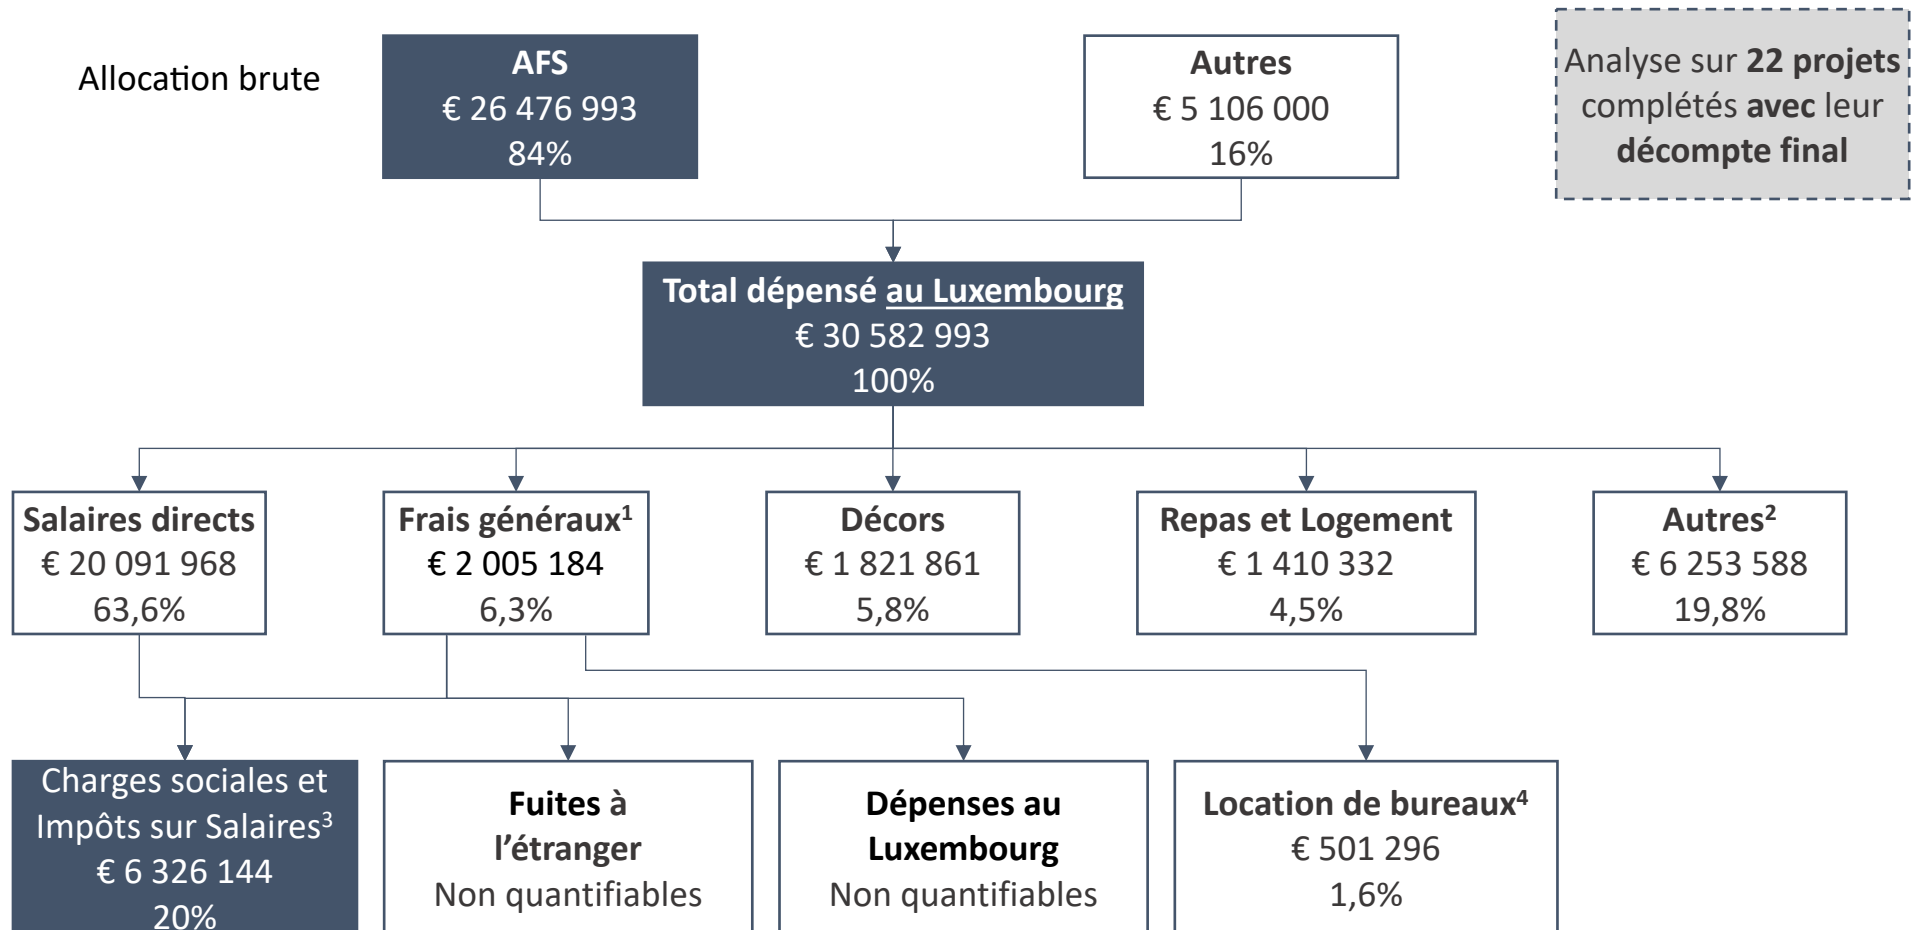 Allocation brute
AFS
€ 26 476 993
84%
Autres
€ 5 106 000
16%
Analyse sur 22 projets
complétés avec leur
décompte final
Total dépensé au Luxembourg
€ 30 582 993
100%
Salaires directs
€ 20 091 968
63,6%
Frais généraux¹
€ 2 005 184
6,3%
Décors
€ 1 821 861
5,8%
Repas et Logement
€ 1 410 332
4,5%
Autres²
€ 6 253 588
19,8%
Charges sociales et
Impôts sur Salaires³
€ 6 326 144
20%
Fuites à
l'étranger
Non quantifiables
Dépenses au
Luxembourg
Non quantifiables
Location de bureaux⁴
€ 501 296
1,6%